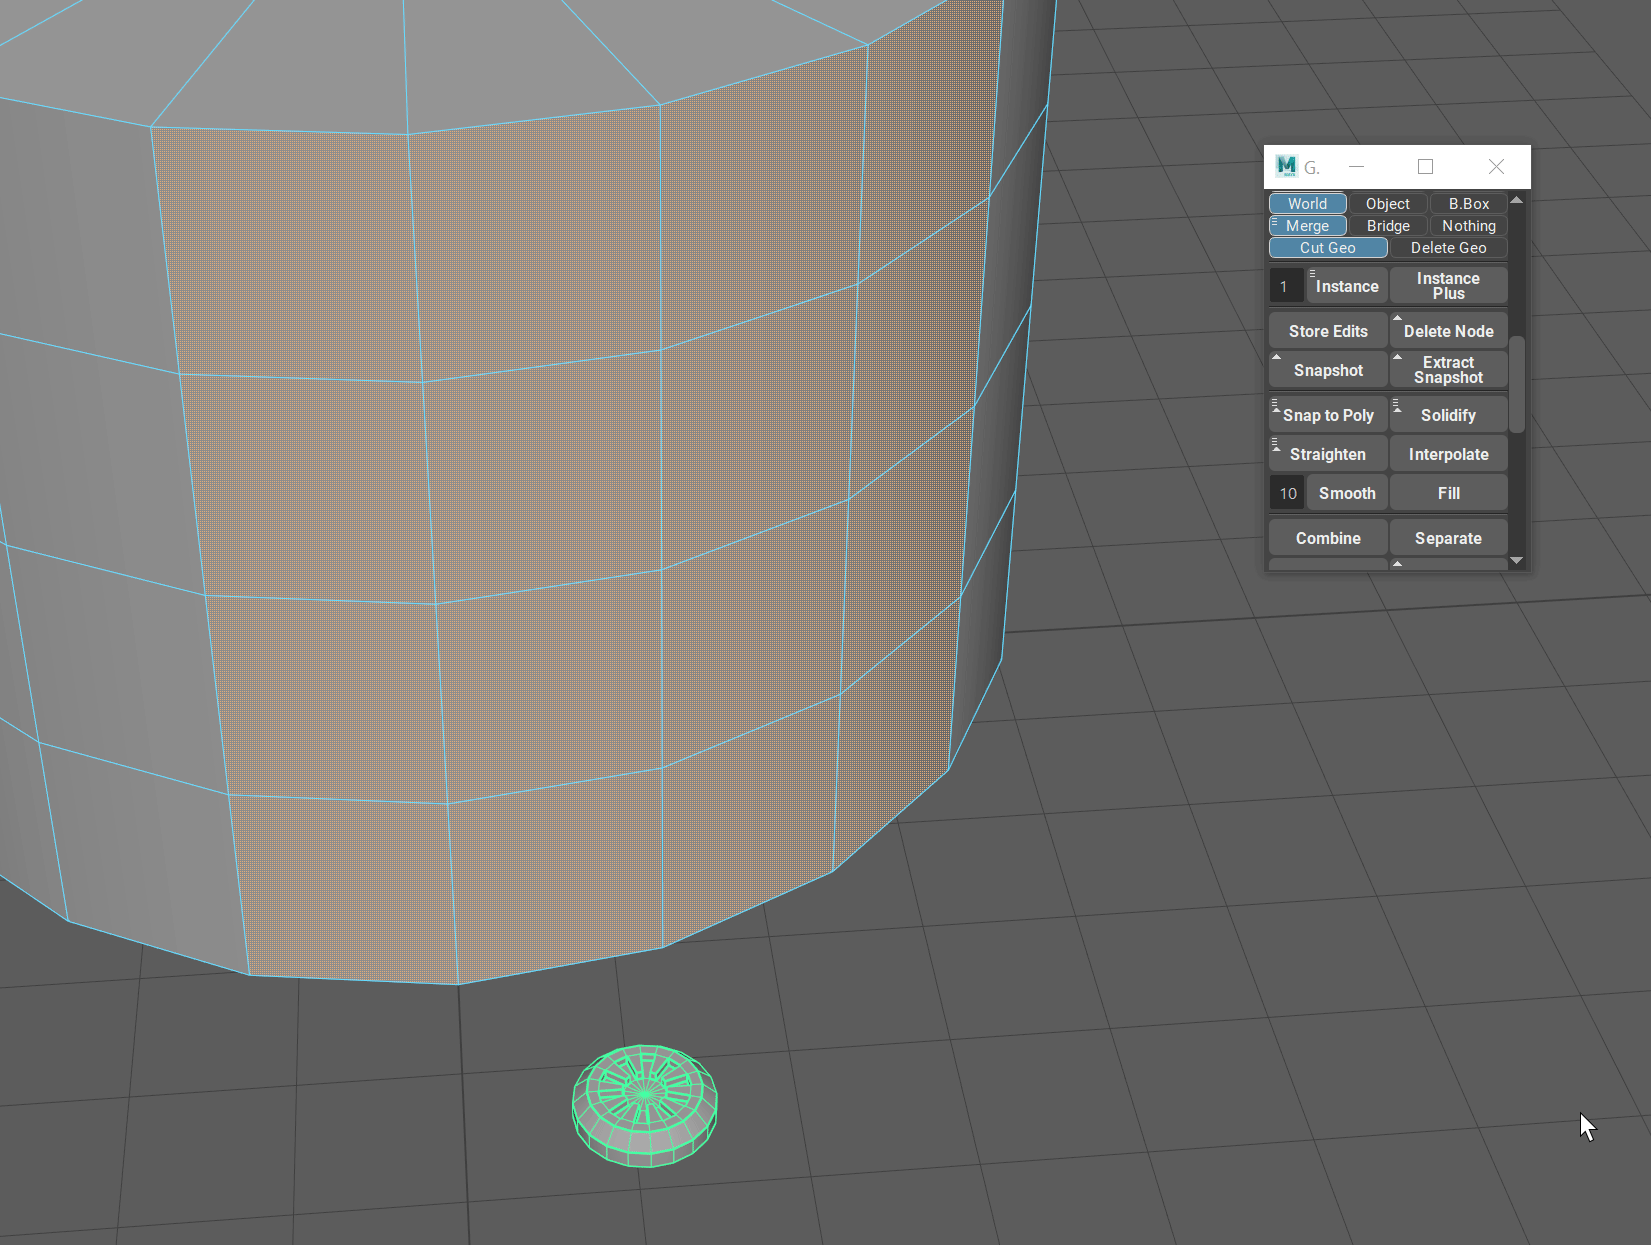 G.
World Object B.Box
Merge Bridge Nothing
Cut Geo Delete Geo
1 Instance Instance
Plus
Store Edits Delete Node
Snapshot Extract
Snapshot
Snap to Poly Solidify
Straighten Interpolate
10 Smooth Fill
Combine Separate